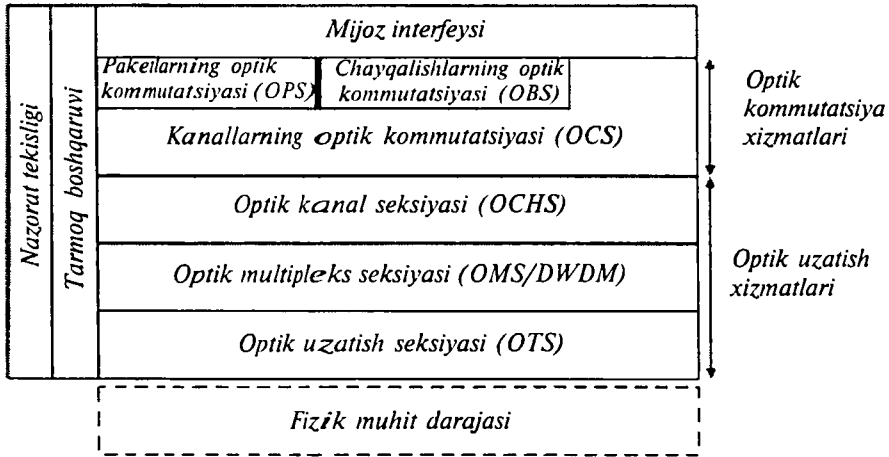 Nazorat tekisligi
Tarmoq boshqaruvi
Mijoz interfeysi
Paketlarning optik
kommutatsiyasi (OPS)
Chayqalishlarning optik
kommutatsiyasi (OBS)
Kanallarning optik kommutatsiyasi (OCS)
Optik kanal seksiyasi (OCHS)
Optik multipleks seksiyasi (OMS/DWDM)
Optik uzatish seksiyasi (OTS)
Fizik muhit darajasi
Optik
kommutatsiya
xizmatlari
Optik uzatish
xizmatlari